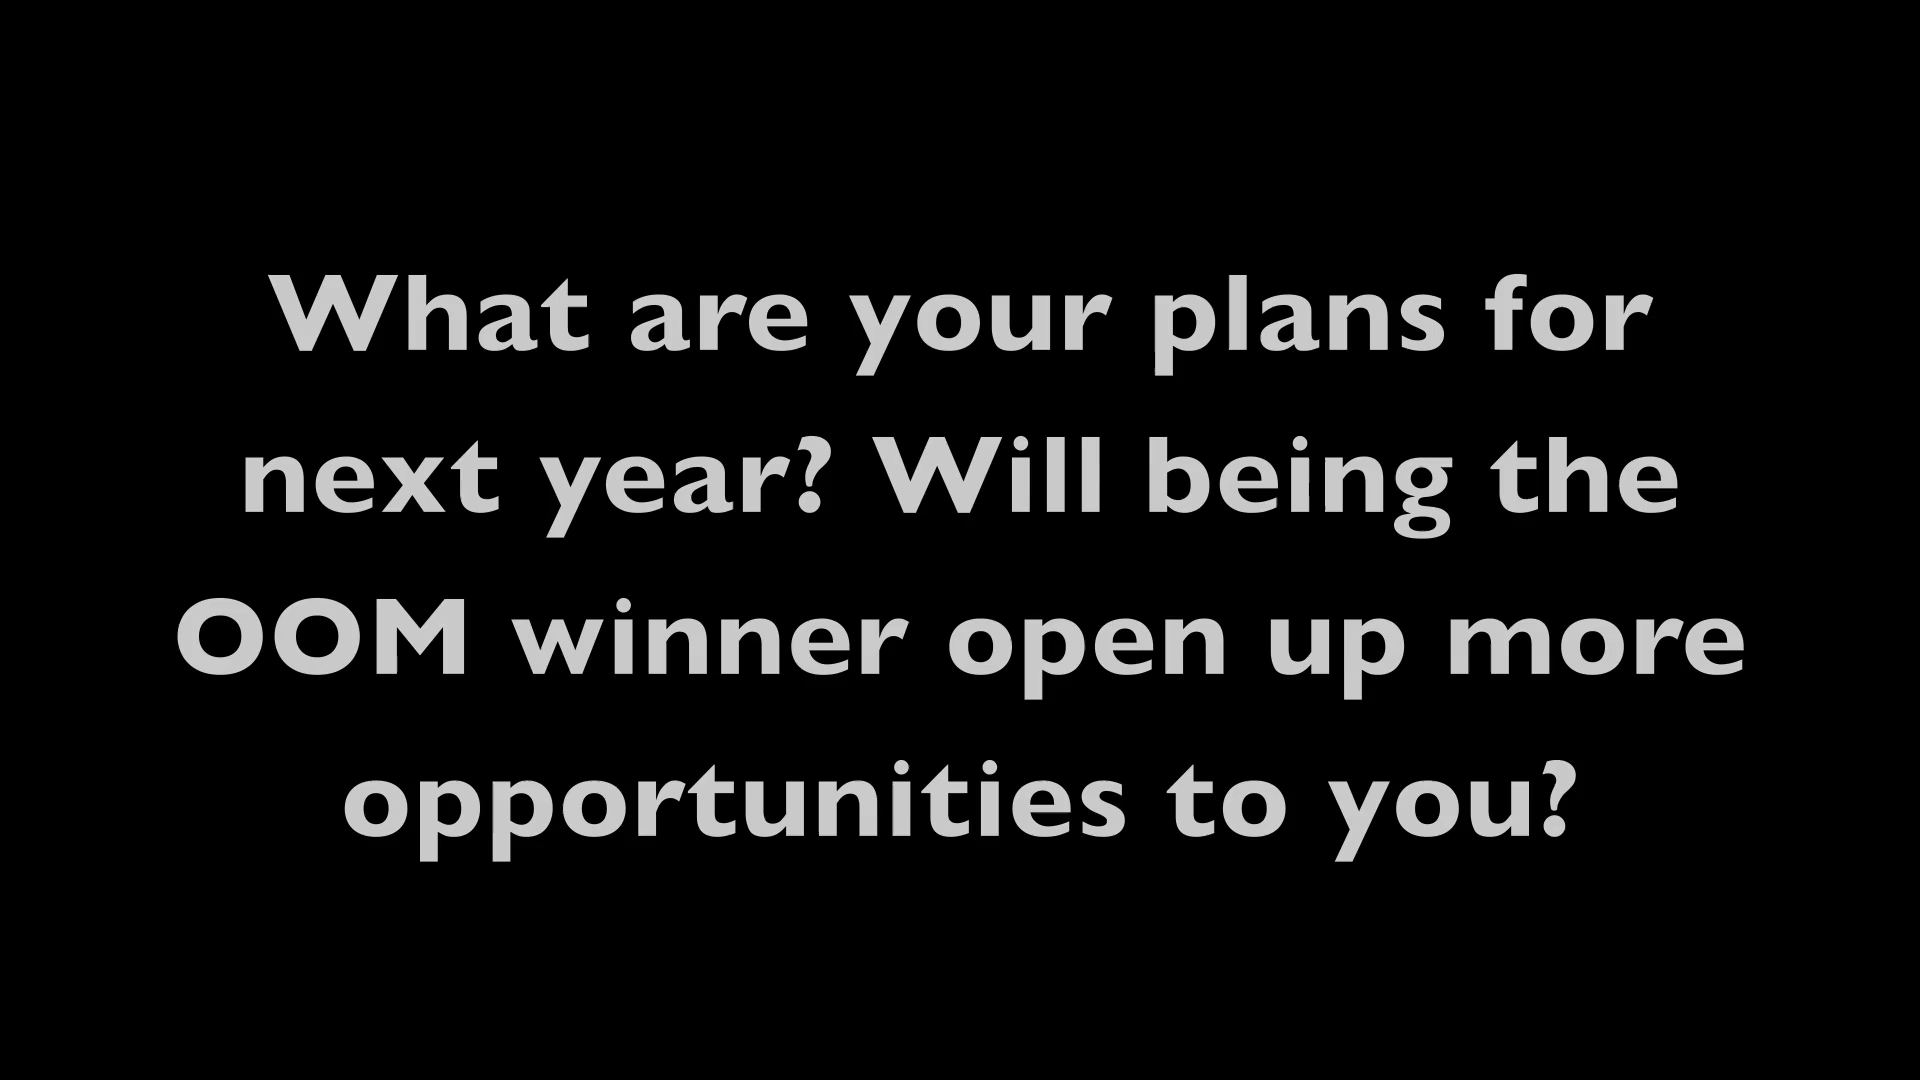 What are your plans for
next year? Will being the
OOM winner open up more
opportunities to you?